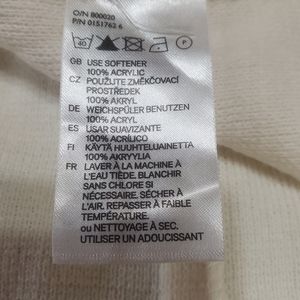 O/N 800020
P/N 0151762 6
40 P
GB USE SOFTENER
100% ACRYLIC
CZ POUŽIJTE ZMĚKČOVACÍ
PROSTŘEDEK
100% AKRYL
DE WEICHSPÜLER BENUTZEN
100% ACRYL
ES USAR SUAVIZANTE
100% ACRÍLICO
FI KÄYTÄ HUUHTELUAINETTA
100% AKRYYLIA
FR LAVER À LA MACHINE À
L'EAU TIÈDE. BLANCHIR
SANS CHLORE SI
NÉCESSAIRE. SÉCHER À
L'AIR. REPASSER À FAIBLE
TEMPÉRATURE.
ou NETTOYAGE À SEC.
UTILISER UN ADOUCISSANT